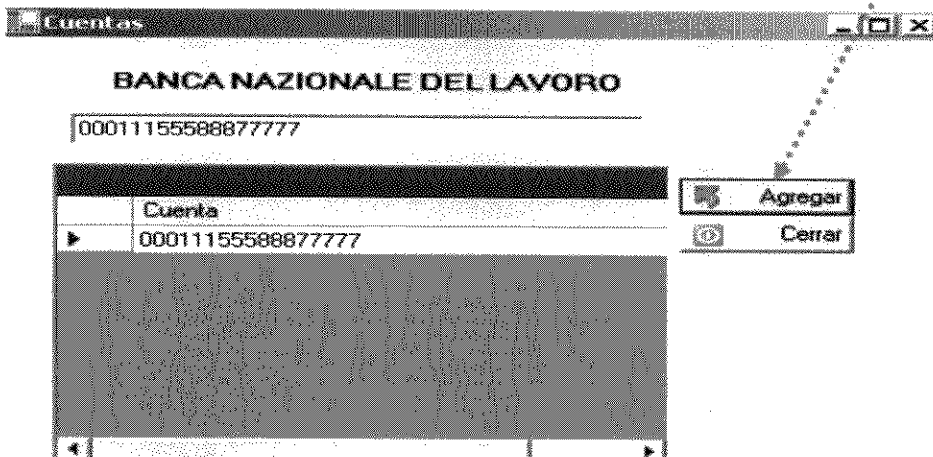 Cuentas
BANCA NAZIONALE DEL LAVORO
00011155588877777
Agregar
Cuenta
Cerrar
00011155588877777